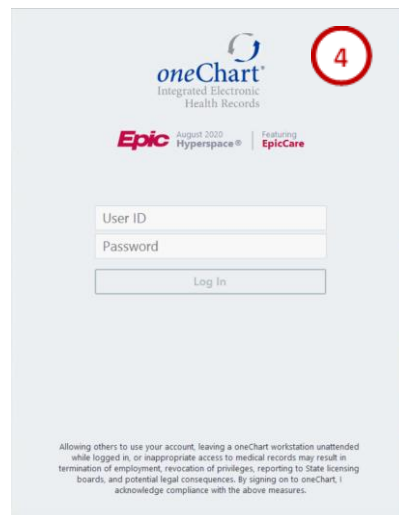 oneChart®
4
Integrated Electronic
Health Records
Epic August 2020 Featuring
Hyperspace® EpicCare
User ID
Password
Log In
Allowing others to use your account, leaving a oneChart workstation unattended
while logged in, or inappropriate access to medical records may result in
termination of employment, revocation of privileges, reporting to State licensing
boards, and potential legal consequences. By signing on to oneChart, I
acknowledge compliance with the above measures.